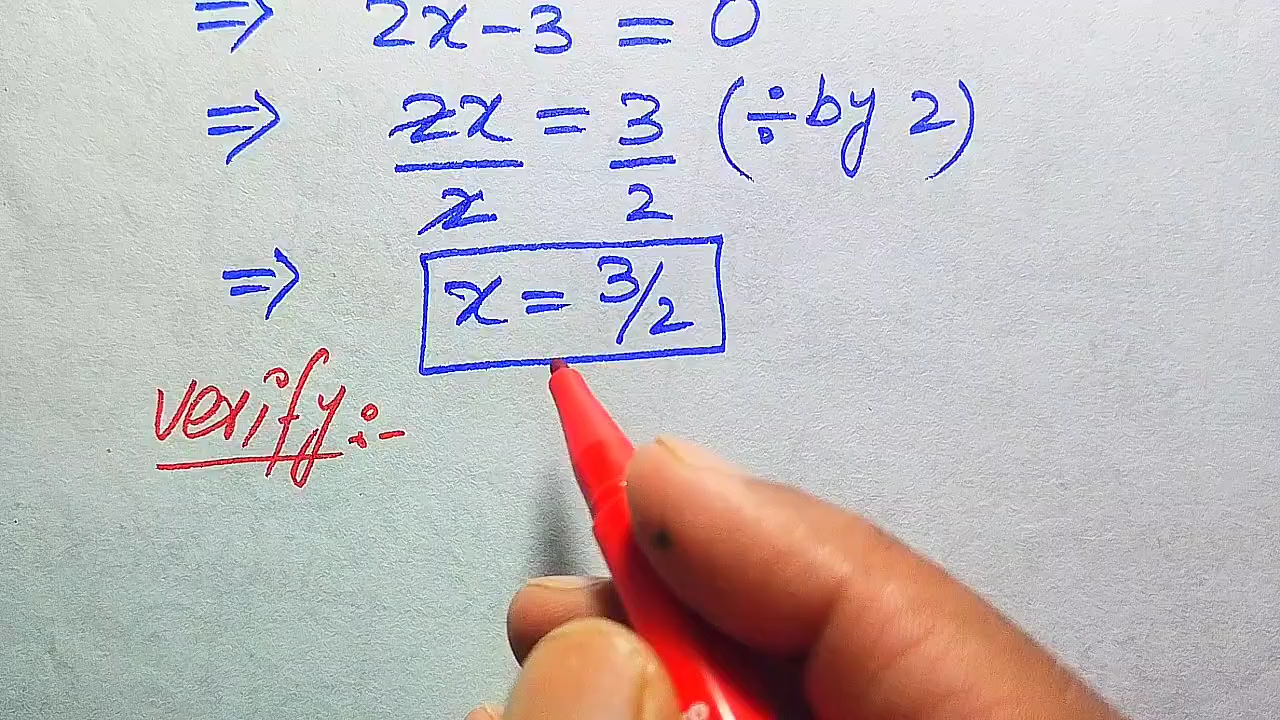 ⇒ 2x-3 = 0
⇒ 2x/2 = 3/2 (÷ by 2)
⇒ x = 3/2
verify:-